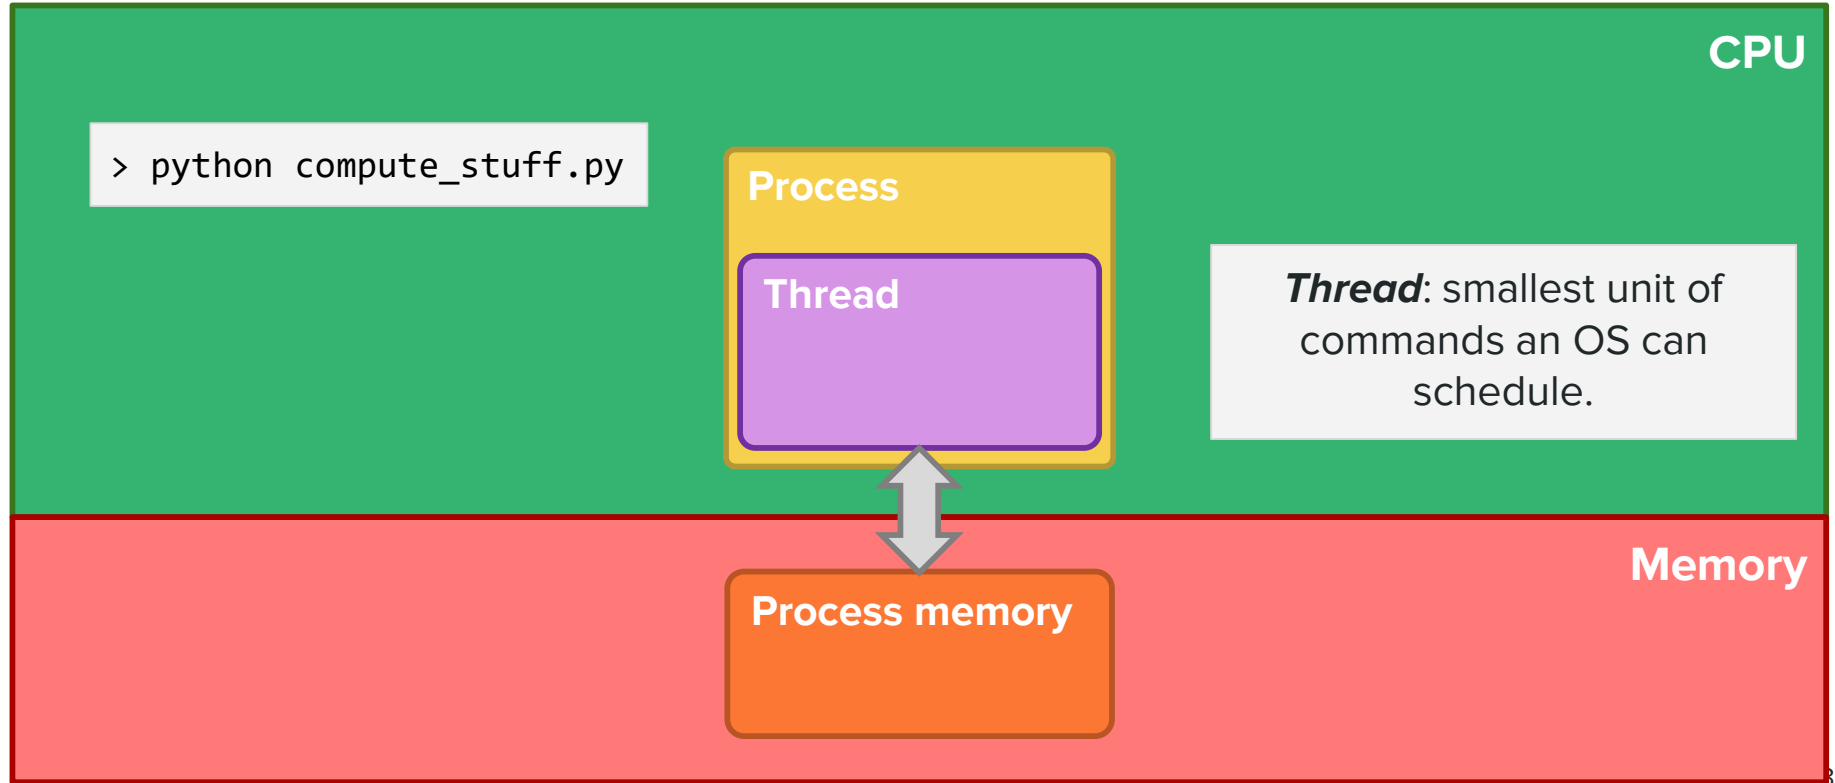 CPU
> python compute_stuff.py
Process
Thread
Thread: smallest unit of
commands an OS can
schedule.
Memory
Process memory